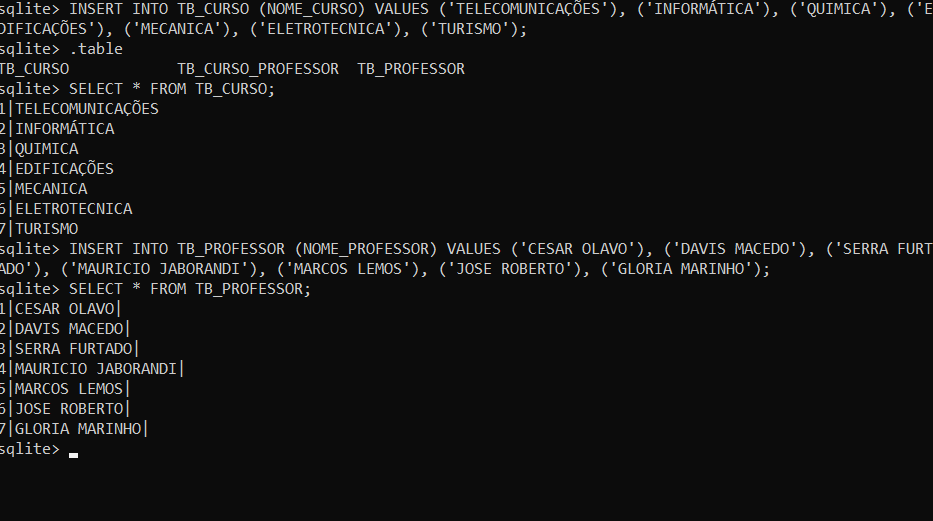 sqlite> INSERT INTO TB_CURSO (NOME_CURSO) VALUES ('TELECOMUNICAÇÕES'), ('INFORMÁTICA'), ('QUIMICA'), ('E
DIFICAÇÕES'), ('MECANICA'), ('ELETROTECNICA'), ('TURISMO');
sqlite> .table
TB_CURSO            TB_CURSO_PROFESSOR  TB_PROFESSOR
sqlite> SELECT * FROM TB_CURSO;
1|TELECOMUNICAÇÕES
2|INFORMÁTICA
3|QUIMICA
4|EDIFICAÇÕES
5|MECANICA
6|ELETROTECNICA
7|TURISMO
sqlite> INSERT INTO TB_PROFESSOR (NOME_PROFESSOR) VALUES ('CESAR OLAVO'), ('DAVIS MACEDO'), ('SERRA FURT
ADO'), ('MAURICIO JABORANDI'), ('MARCOS LEMOS'), ('JOSE ROBERTO'), ('GLORIA MARINHO');
sqlite> SELECT * FROM TB_PROFESSOR;
1|CESAR OLAVO|
2|DAVIS MACEDO|
3|SERRA FURTADO|
4|MAURICIO JABORANDI|
5|MARCOS LEMOS|
6|JOSE ROBERTO|
7|GLORIA MARINHO|
sqlite>